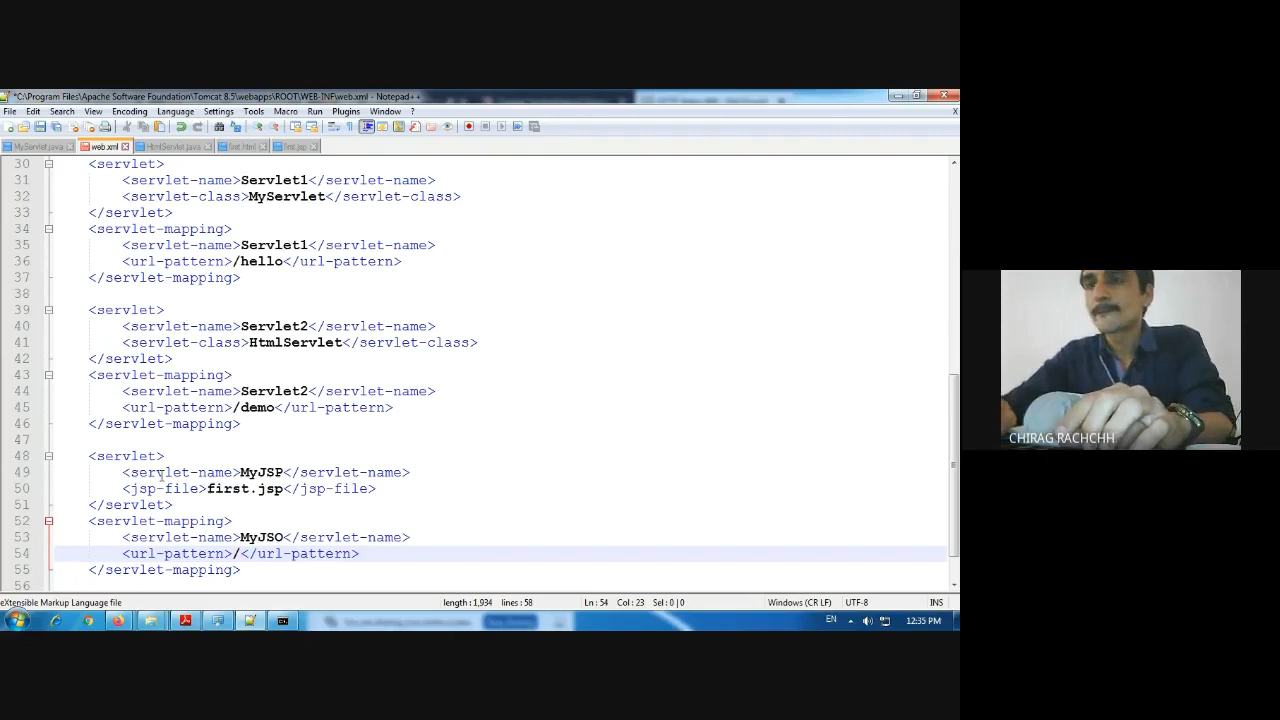 *C:\Program Files\Apache Software Foundation\Tomcat 8.5\webapps\ROOT\WEB-INF\web.xml - Notepad++
File Edit Search View Encoding Language Settings Tools Macro Run Plugins Window ? X
MyServlet.java web.xml HtmlServlet.java first.html first.jsp
30 <servlet>
31 <servlet-name>Servlet1</servlet-name>
32 <servlet-class>MyServlet</servlet-class>
33 </servlet>
34 <servlet-mapping>
35 <servlet-name>Servlet1</servlet-name>
36 <url-pattern>/hello</url-pattern>
37 </servlet-mapping>
38
39 <servlet>
40 <servlet-name>Servlet2</servlet-name>
41 <servlet-class>HtmlServlet</servlet-class>
42 </servlet>
43 <servlet-mapping>
44 <servlet-name>Servlet2</servlet-name>
45 <url-pattern>/demo</url-pattern>
46 </servlet-mapping>
47
48 <servlet>
49 <servlet-name>MyJSP</servlet-name>
50 <jsp-file>first.jsp</jsp-file>
51 </servlet>
52 <servlet-mapping>
53 <servlet-name>MyJSO</servlet-name>
54 <url-pattern>/</url-pattern>
55 </servlet-mapping>
56
eXtensible Markup Language file length : 1,934 lines : 58 Ln : 54 Col : 23 Sel : 0 | 0 Windows (CR LF) UTF-8 INS
EN 12:35 PM
CHIRAG RACHCHH